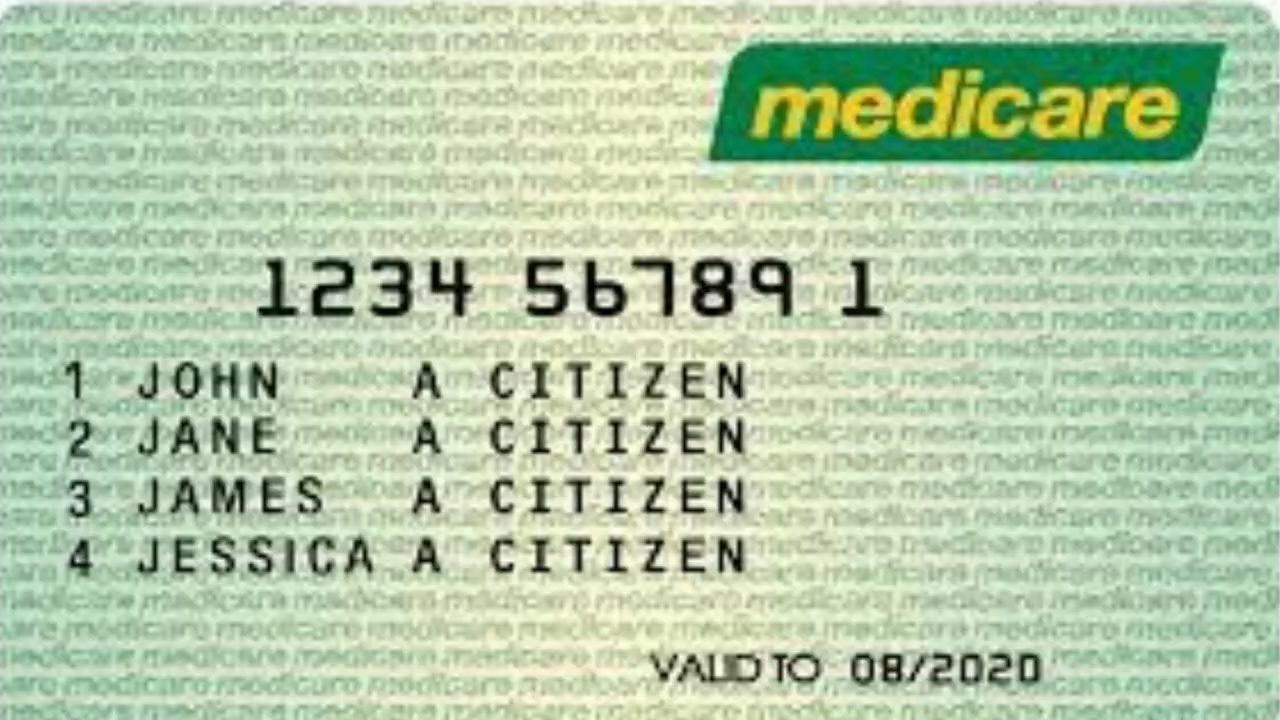 medicare
1234 56789 1
1 JOHN A CITIZEN
2 JANE A CITIZEN
3 JAMES A CITIZEN
4 JESSICA A CITIZEN
VALID TO 08/2020